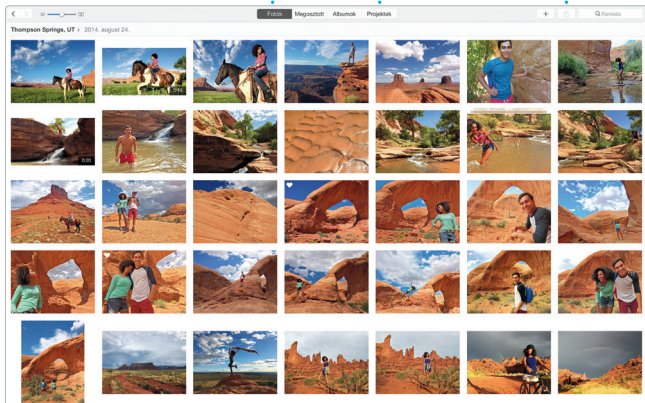 Fotók Megosztott Albumok Projektek Keresés
Thompson Springs, UT > 2014. augusztus 24.
0:20